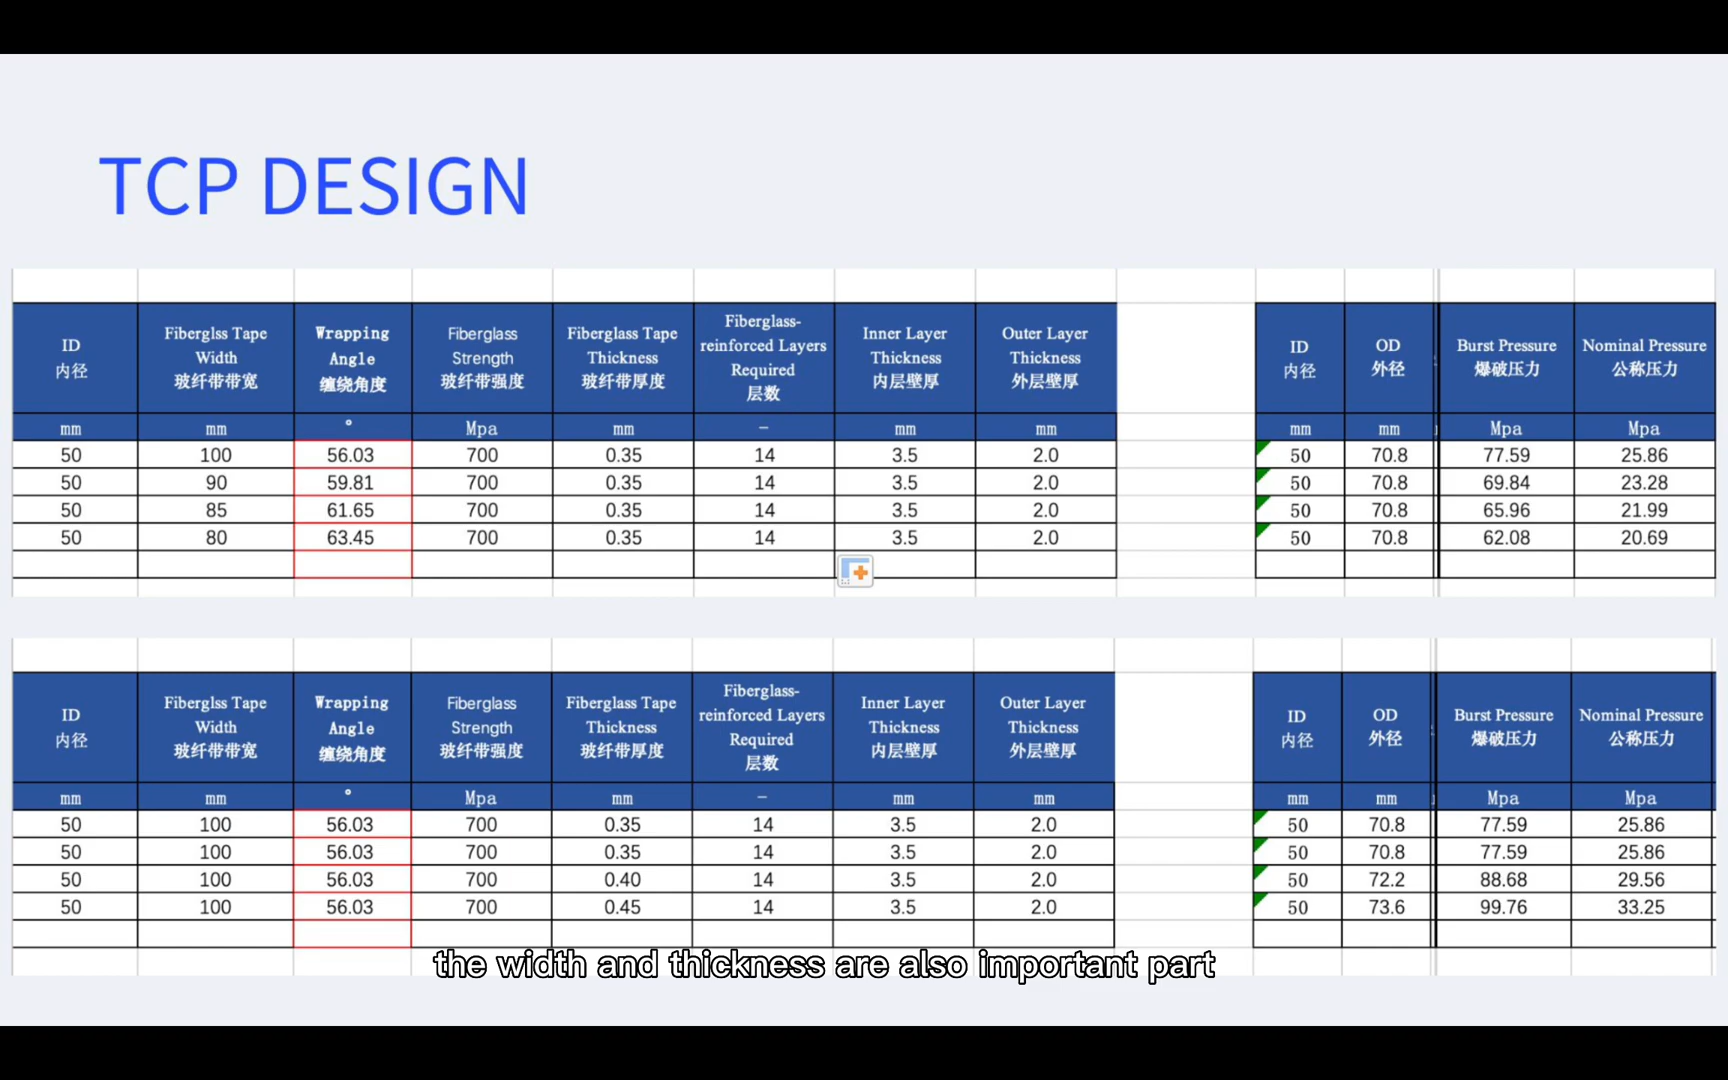 TCP DESIGN
ID 内径 Fiberglss Tape Width 玻纤带带宽 Wrapping Angle 缠绕角度 Fiberglass Strength 玻纤带强度 Fiberglass Tape Thickness 玻纤带厚度 Fiberglass-reinforced Layers Required 层数 Inner Layer Thickness 内层壁厚 Outer Layer Thickness 外层壁厚 ID 内径 OD 外径 Burst Pressure 爆破压力 Nominal Pressure 公称压力
mm mm ° Mpa mm – mm mm mm mm Mpa Mpa
50 100 56.03 700 0.35 14 3.5 2.0 50 70.8 77.59 25.86
50 90 59.81 700 0.35 14 3.5 2.0 50 70.8 69.84 23.28
50 85 61.65 700 0.35 14 3.5 2.0 50 70.8 65.96 21.99
50 80 63.45 700 0.35 14 3.5 2.0 50 70.8 62.08 20.69
ID 内径 Fiberglss Tape Width 玻纤带带宽 Wrapping Angle 缠绕角度 Fiberglass Strength 玻纤带强度 Fiberglass Tape Thickness 玻纤带厚度 Fiberglass-reinforced Layers Required 层数 Inner Layer Thickness 内层壁厚 Outer Layer Thickness 外层壁厚 ID 内径 OD 外径 Burst Pressure 爆破压力 Nominal Pressure 公称压力
mm mm ° Mpa mm – mm mm mm mm Mpa Mpa
50 100 56.03 700 0.35 14 3.5 2.0 50 70.8 77.59 25.86
50 100 56.03 700 0.35 14 3.5 2.0 50 70.8 77.59 25.86
50 100 56.03 700 0.40 14 3.5 2.0 50 72.2 88.68 29.56
50 100 56.03 700 0.45 14 3.5 2.0 50 73.6 99.76 33.25
the width and thickness are also important part